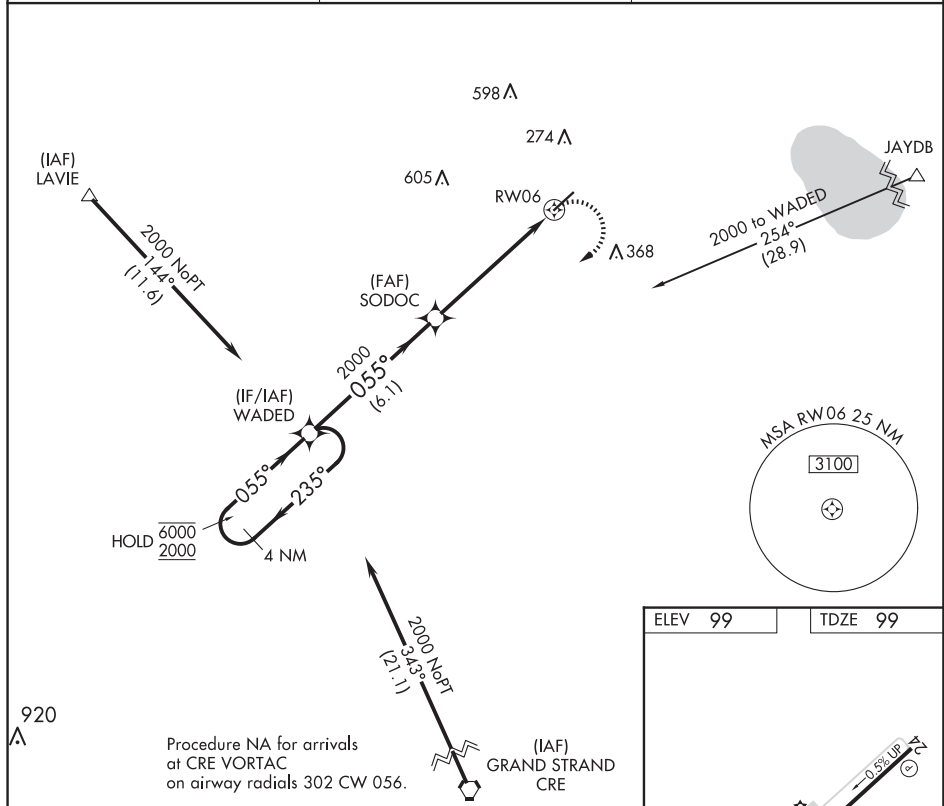 598
274
JAYDB
(IAF)
LAVIE
605
RW06
2000 to WADED
254°
(28.9)
368
2000 NoPT
144°
(11.6)
(FAF)
SODOC
2000
055°
(6.1)
(IF/IAF)
WADED
MSA RW06 25 NM
3100
055°
235°
HOLD 6000
2000
4 NM
2000 NoPT
343°
(21.1)
ELEV 99
TDZE 99
920
Procedure NA for arrivals
at CRE VORTAC
on airway radials 302 CW 056.
(IAF)
GRAND STRAND
CRE
24
0.5% UP
P